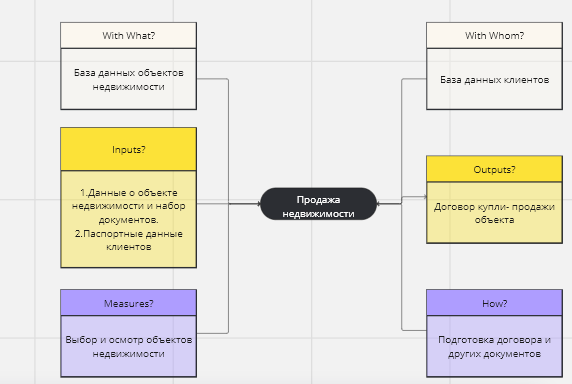 With What?
База данных объектов
недвижимости
Inputs?
1.Данные о объекте
недвижимости и набор
документов.
2.Паспортные данные
клиентов
Measures?
Выбор и осмотр объектов
недвижимости
Продажа
недвижимости
With Whom?
База данных клиентов
Outputs?
Договор купли- продажи
объекта
How?
Подготовка договора и
других документов